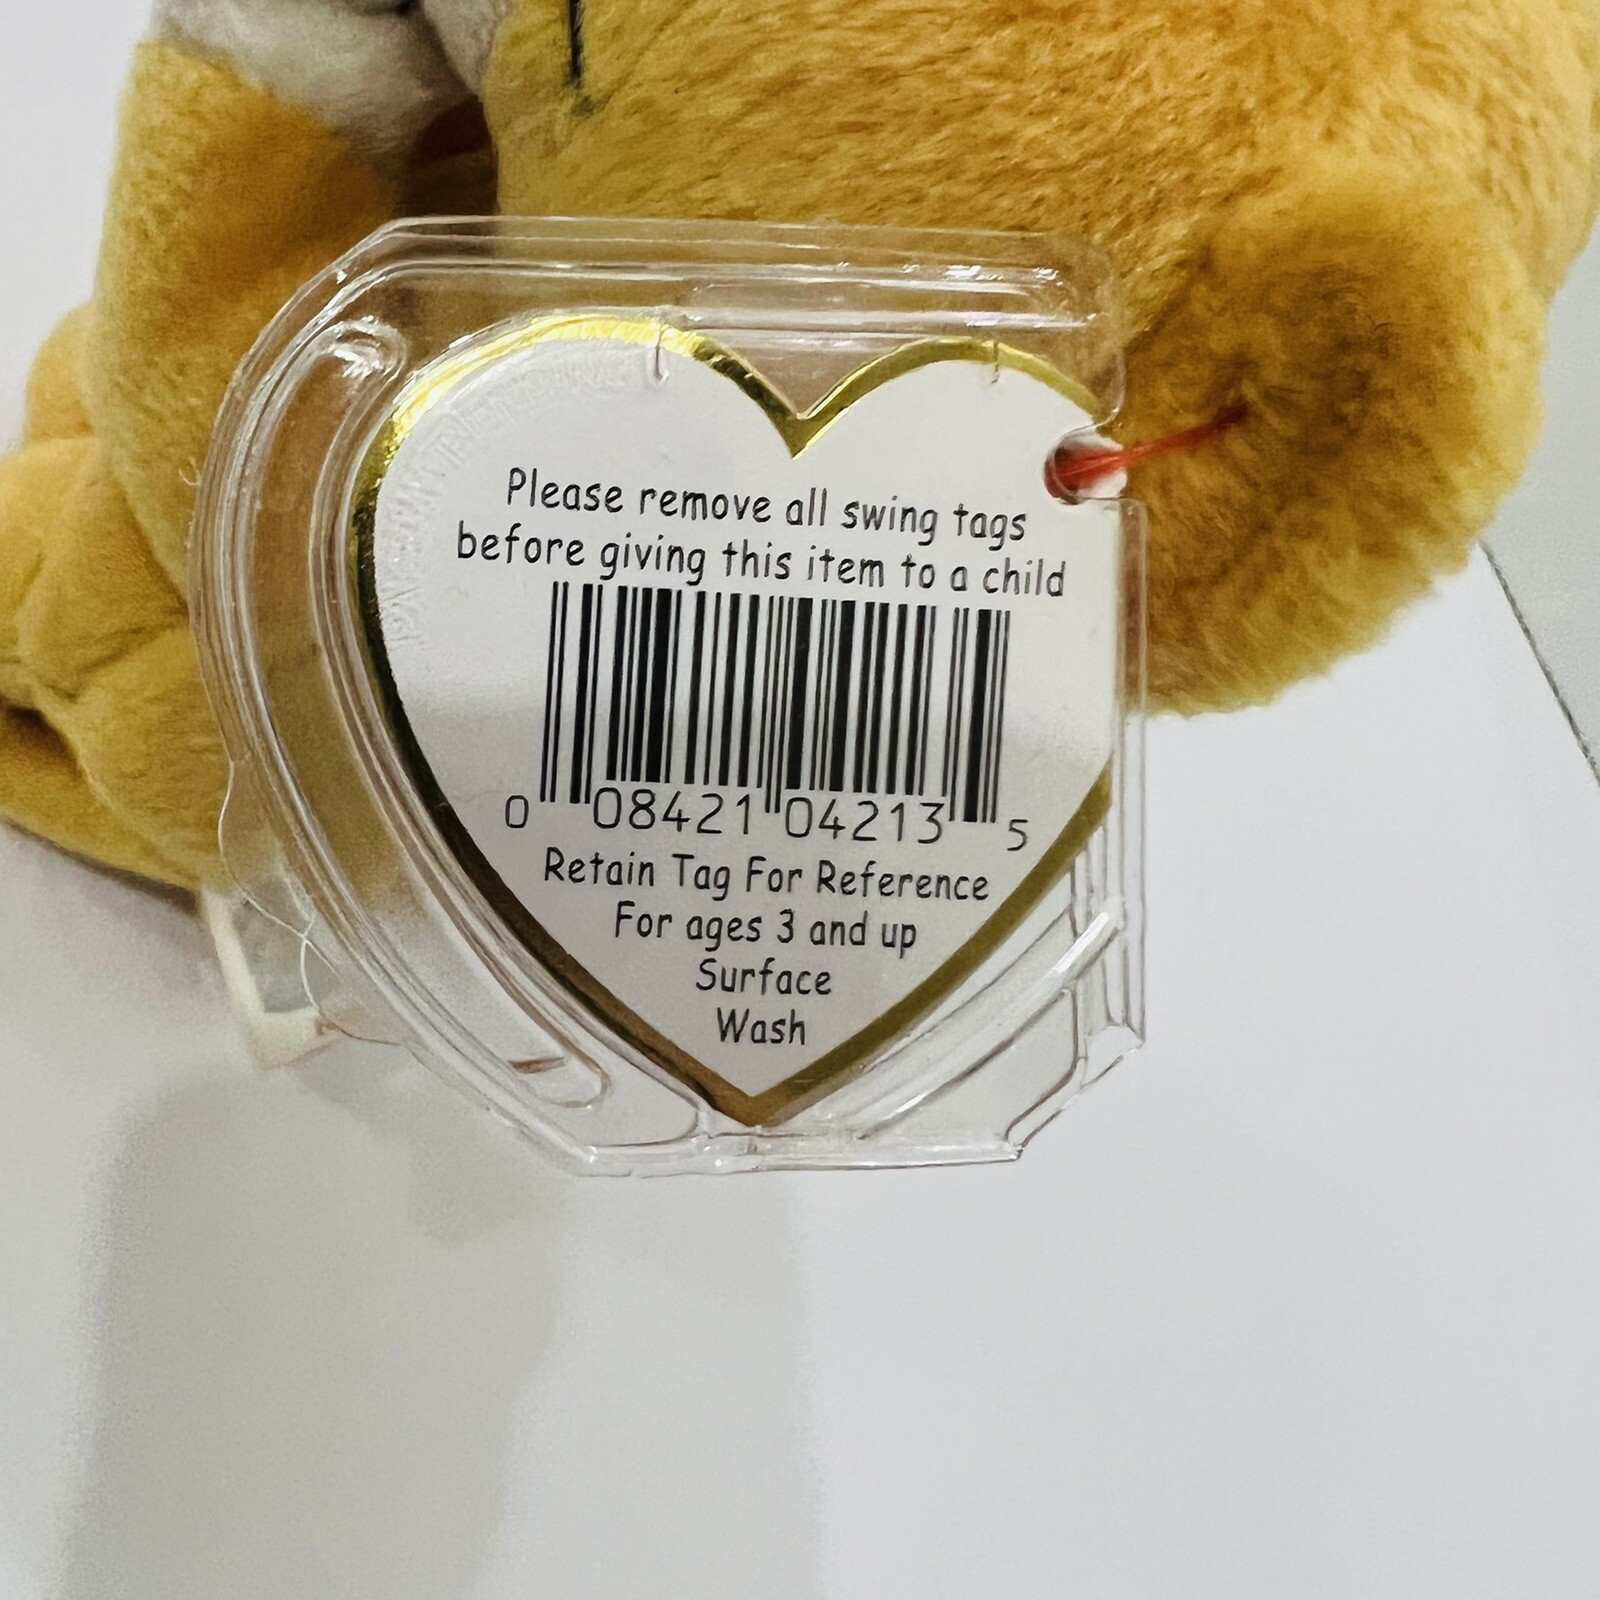 Please remove all swing tags
before giving this item to a child
0 08421 04213 5
Retain Tag For Reference
For ages 3 and up
Surface
Wash